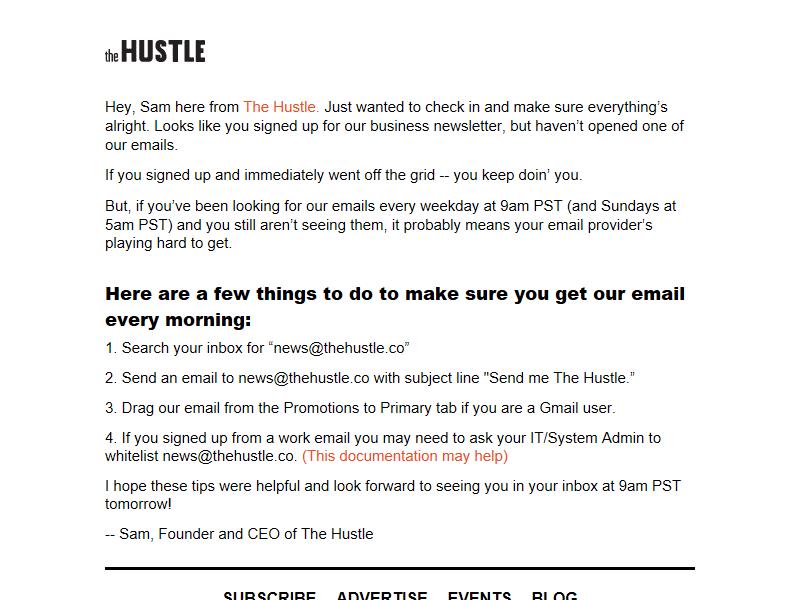 the HUSTLE
Hey, Sam here from The Hustle. Just wanted to check in and make sure everything’s
alright. Looks like you signed up for our business newsletter, but haven’t opened one of
our emails.
If you signed up and immediately went off the grid -- you keep doin’ you.
But, if you’ve been looking for our emails every weekday at 9am PST (and Sundays at
5am PST) and you still aren’t seeing them, it probably means your email provider’s
playing hard to get.
Here are a few things to do to make sure you get our email
every morning:
1. Search your inbox for “news@thehustle.co”
2. Send an email to news@thehustle.co with subject line "Send me The Hustle.”
3. Drag our email from the Promotions to Primary tab if you are a Gmail user.
4. If you signed up from a work email you may need to ask your IT/System Admin to
whitelist news@thehustle.co. (This documentation may help)
I hope these tips were helpful and look forward to seeing you in your inbox at 9am PST
tomorrow!
-- Sam, Founder and CEO of The Hustle
SUBSCRIBE ADVERTISE EVENTS BLOG